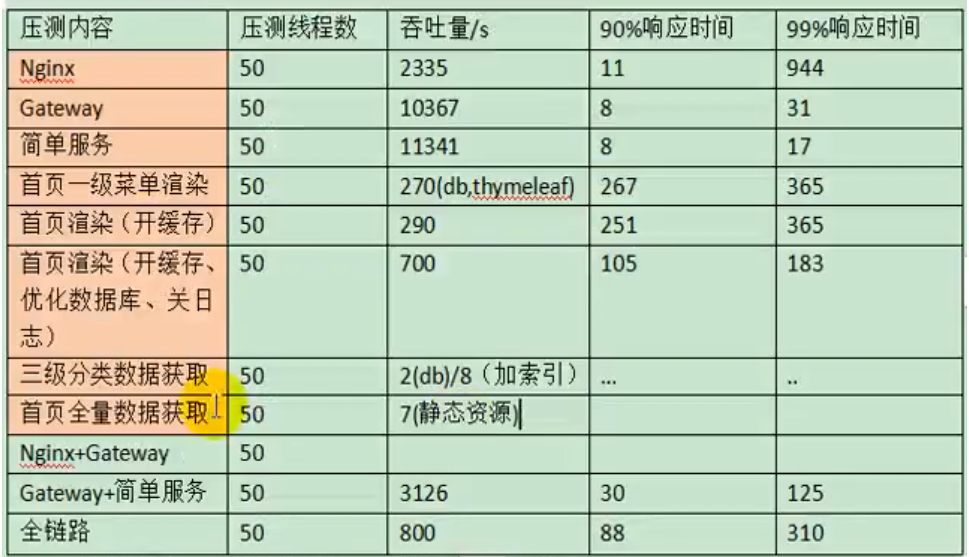 压测内容 压测线程数 吞吐量/s 90%响应时间 99%响应时间
Nginx 50 2335 11 944
Gateway 50 10367 8 31
简单服务 50 11341 8 17
首页一级菜单渲染 50 270(db,thymeleaf) 267 365
首页渲染（开缓存） 50 290 251 365
首页渲染（开缓存、 50 700 105 183
优化数据库、关日
志）
三级分类数据获取 50 2(db)/8（加索引） ... ..
首页全量数据获取 50 7(静态资源)
Nginx+Gateway 50
Gateway+简单服务 50 3126 30 125
全链路 50 800 88 310